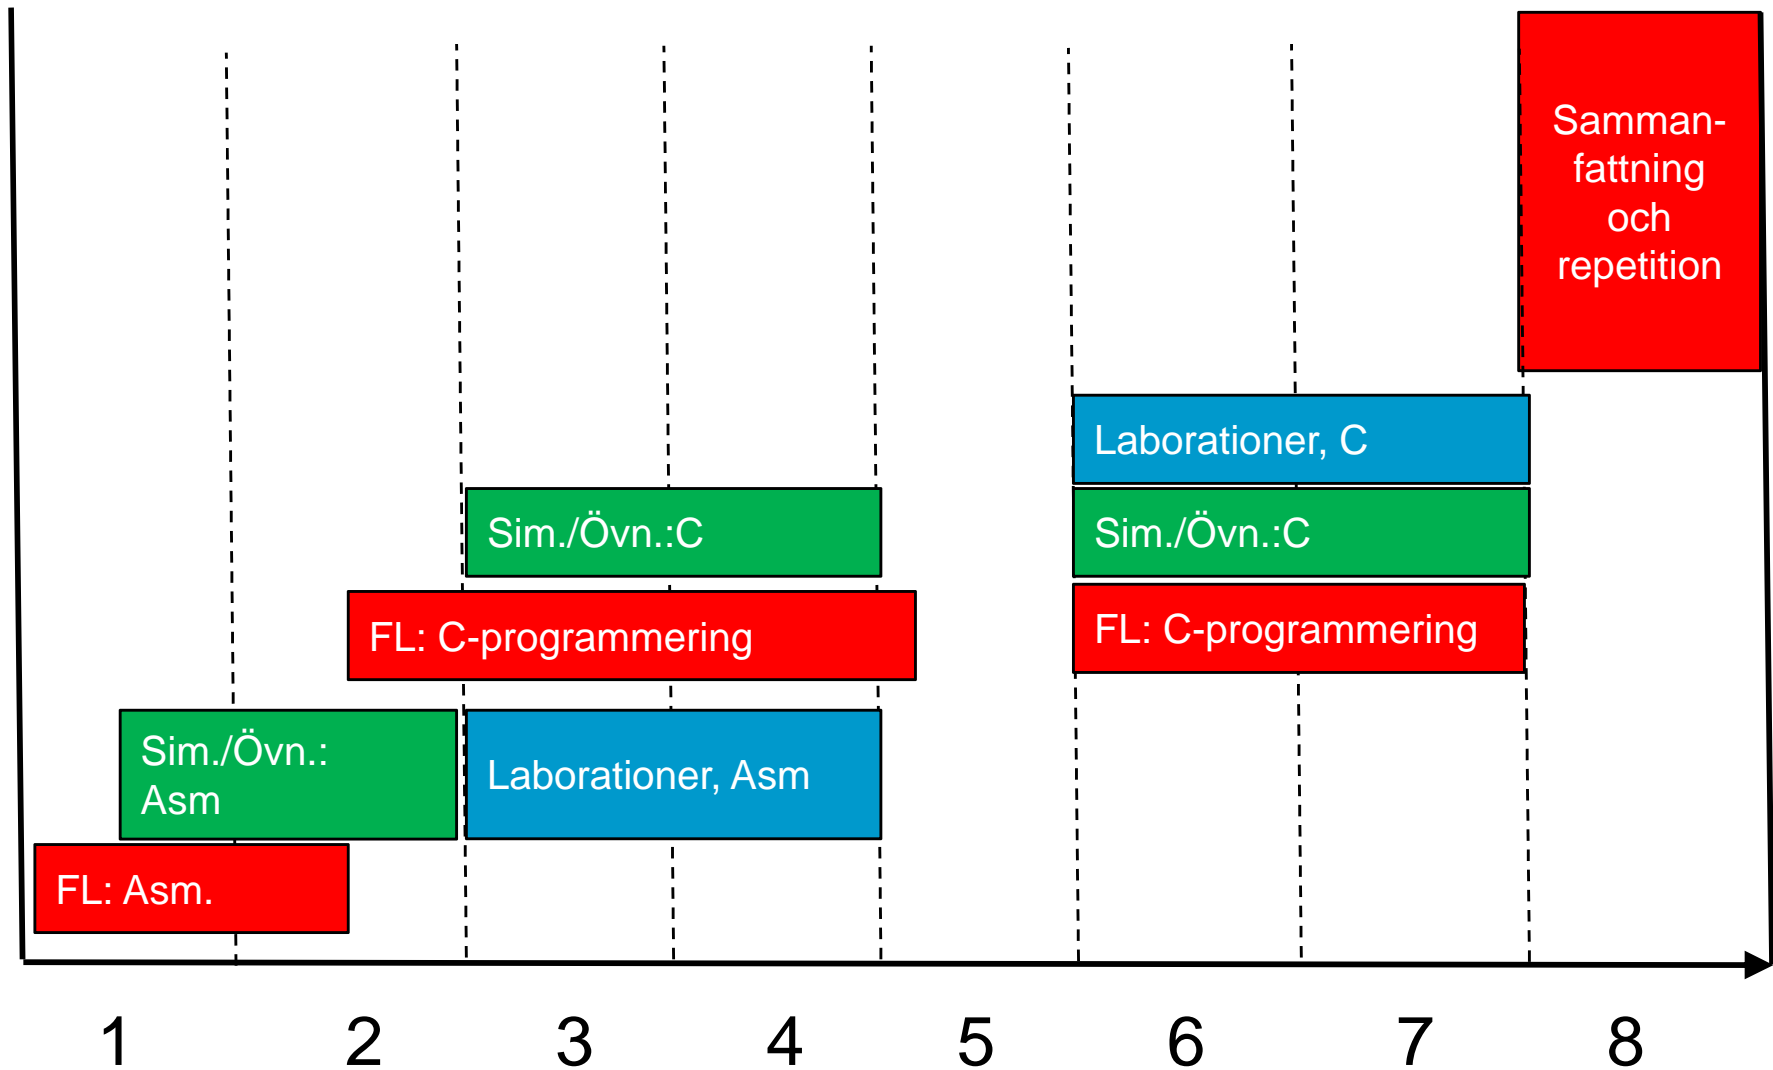 Samman-
fattning
och
repetition
Laborationer, C
Sim./Övn.:C
Sim./Övn.:C
FL: C-programmering
FL: C-programmering
Sim./Övn.:
Asm
Laborationer, Asm
FL: Asm.
1 2 3 4 5 6 7 8